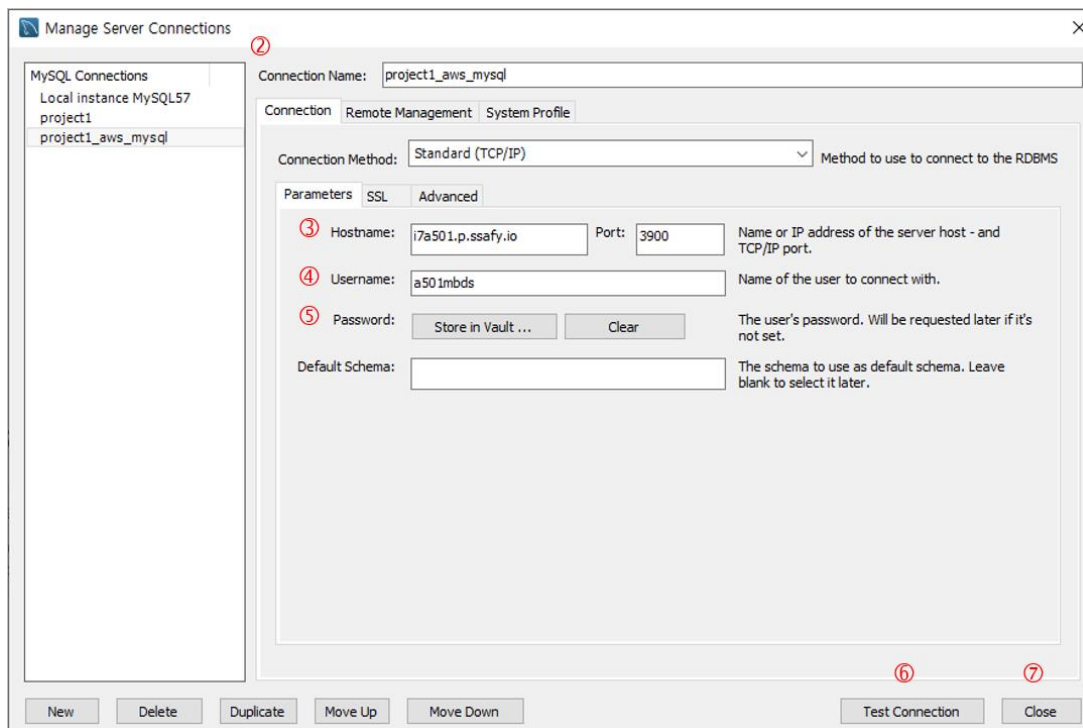 Manage Server Connections
②
MySQL Connections
Local instance MySQL57
project1
project1_aws_mysql
Connection Name: project1_aws_mysql
Connection Remote Management System Profile
Connection Method: Standard (TCP/IP) Method to use to connect to the RDBMS
Parameters SSL Advanced
③ Hostname: i7a501.p.ssafy.io Port: 3900 Name or IP address of the server host - and
TCP/IP port.
④ Username: a501mbds Name of the user to connect with.
⑤ Password: Store in Vault ... Clear The user's password. Will be requested later if it's
not set.
Default Schema: The schema to use as default schema. Leave
blank to select it later.
⑥ ⑦
New Delete Duplicate Move Up Move Down Test Connection Close